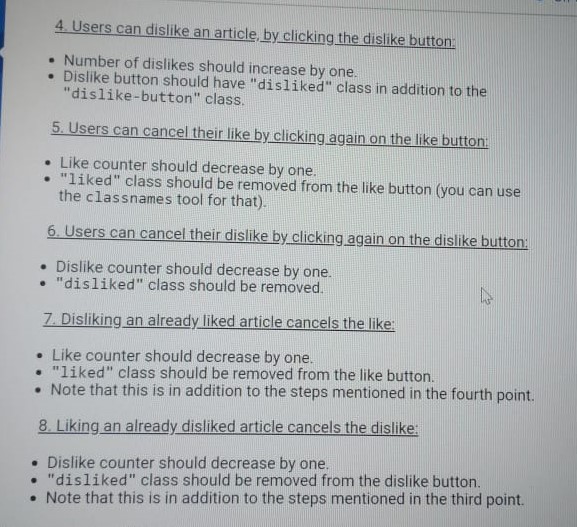 4. Users can dislike an article, by clicking the dislike button:
• Number of dislikes should increase by one.
• Dislike button should have "disliked" class in addition to the
"dislike-button" class.
5. Users can cancel their like by clicking again on the like button:
• Like counter should decrease by one.
• "liked" class should be removed from the like button (you can use
the classnames tool for that).
6. Users can cancel their dislike by clicking again on the dislike button:
• Dislike counter should decrease by one.
• "disliked" class should be removed.
7. Disliking an already liked article cancels the like:
• Like counter should decrease by one.
• "liked" class should be removed from the like button.
• Note that this is in addition to the steps mentioned in the fourth point.
8. Liking an already disliked article cancels the dislike:
• Dislike counter should decrease by one.
• "disliked" class should be removed from the dislike button.
• Note that this is in addition to the steps mentioned in the third point.